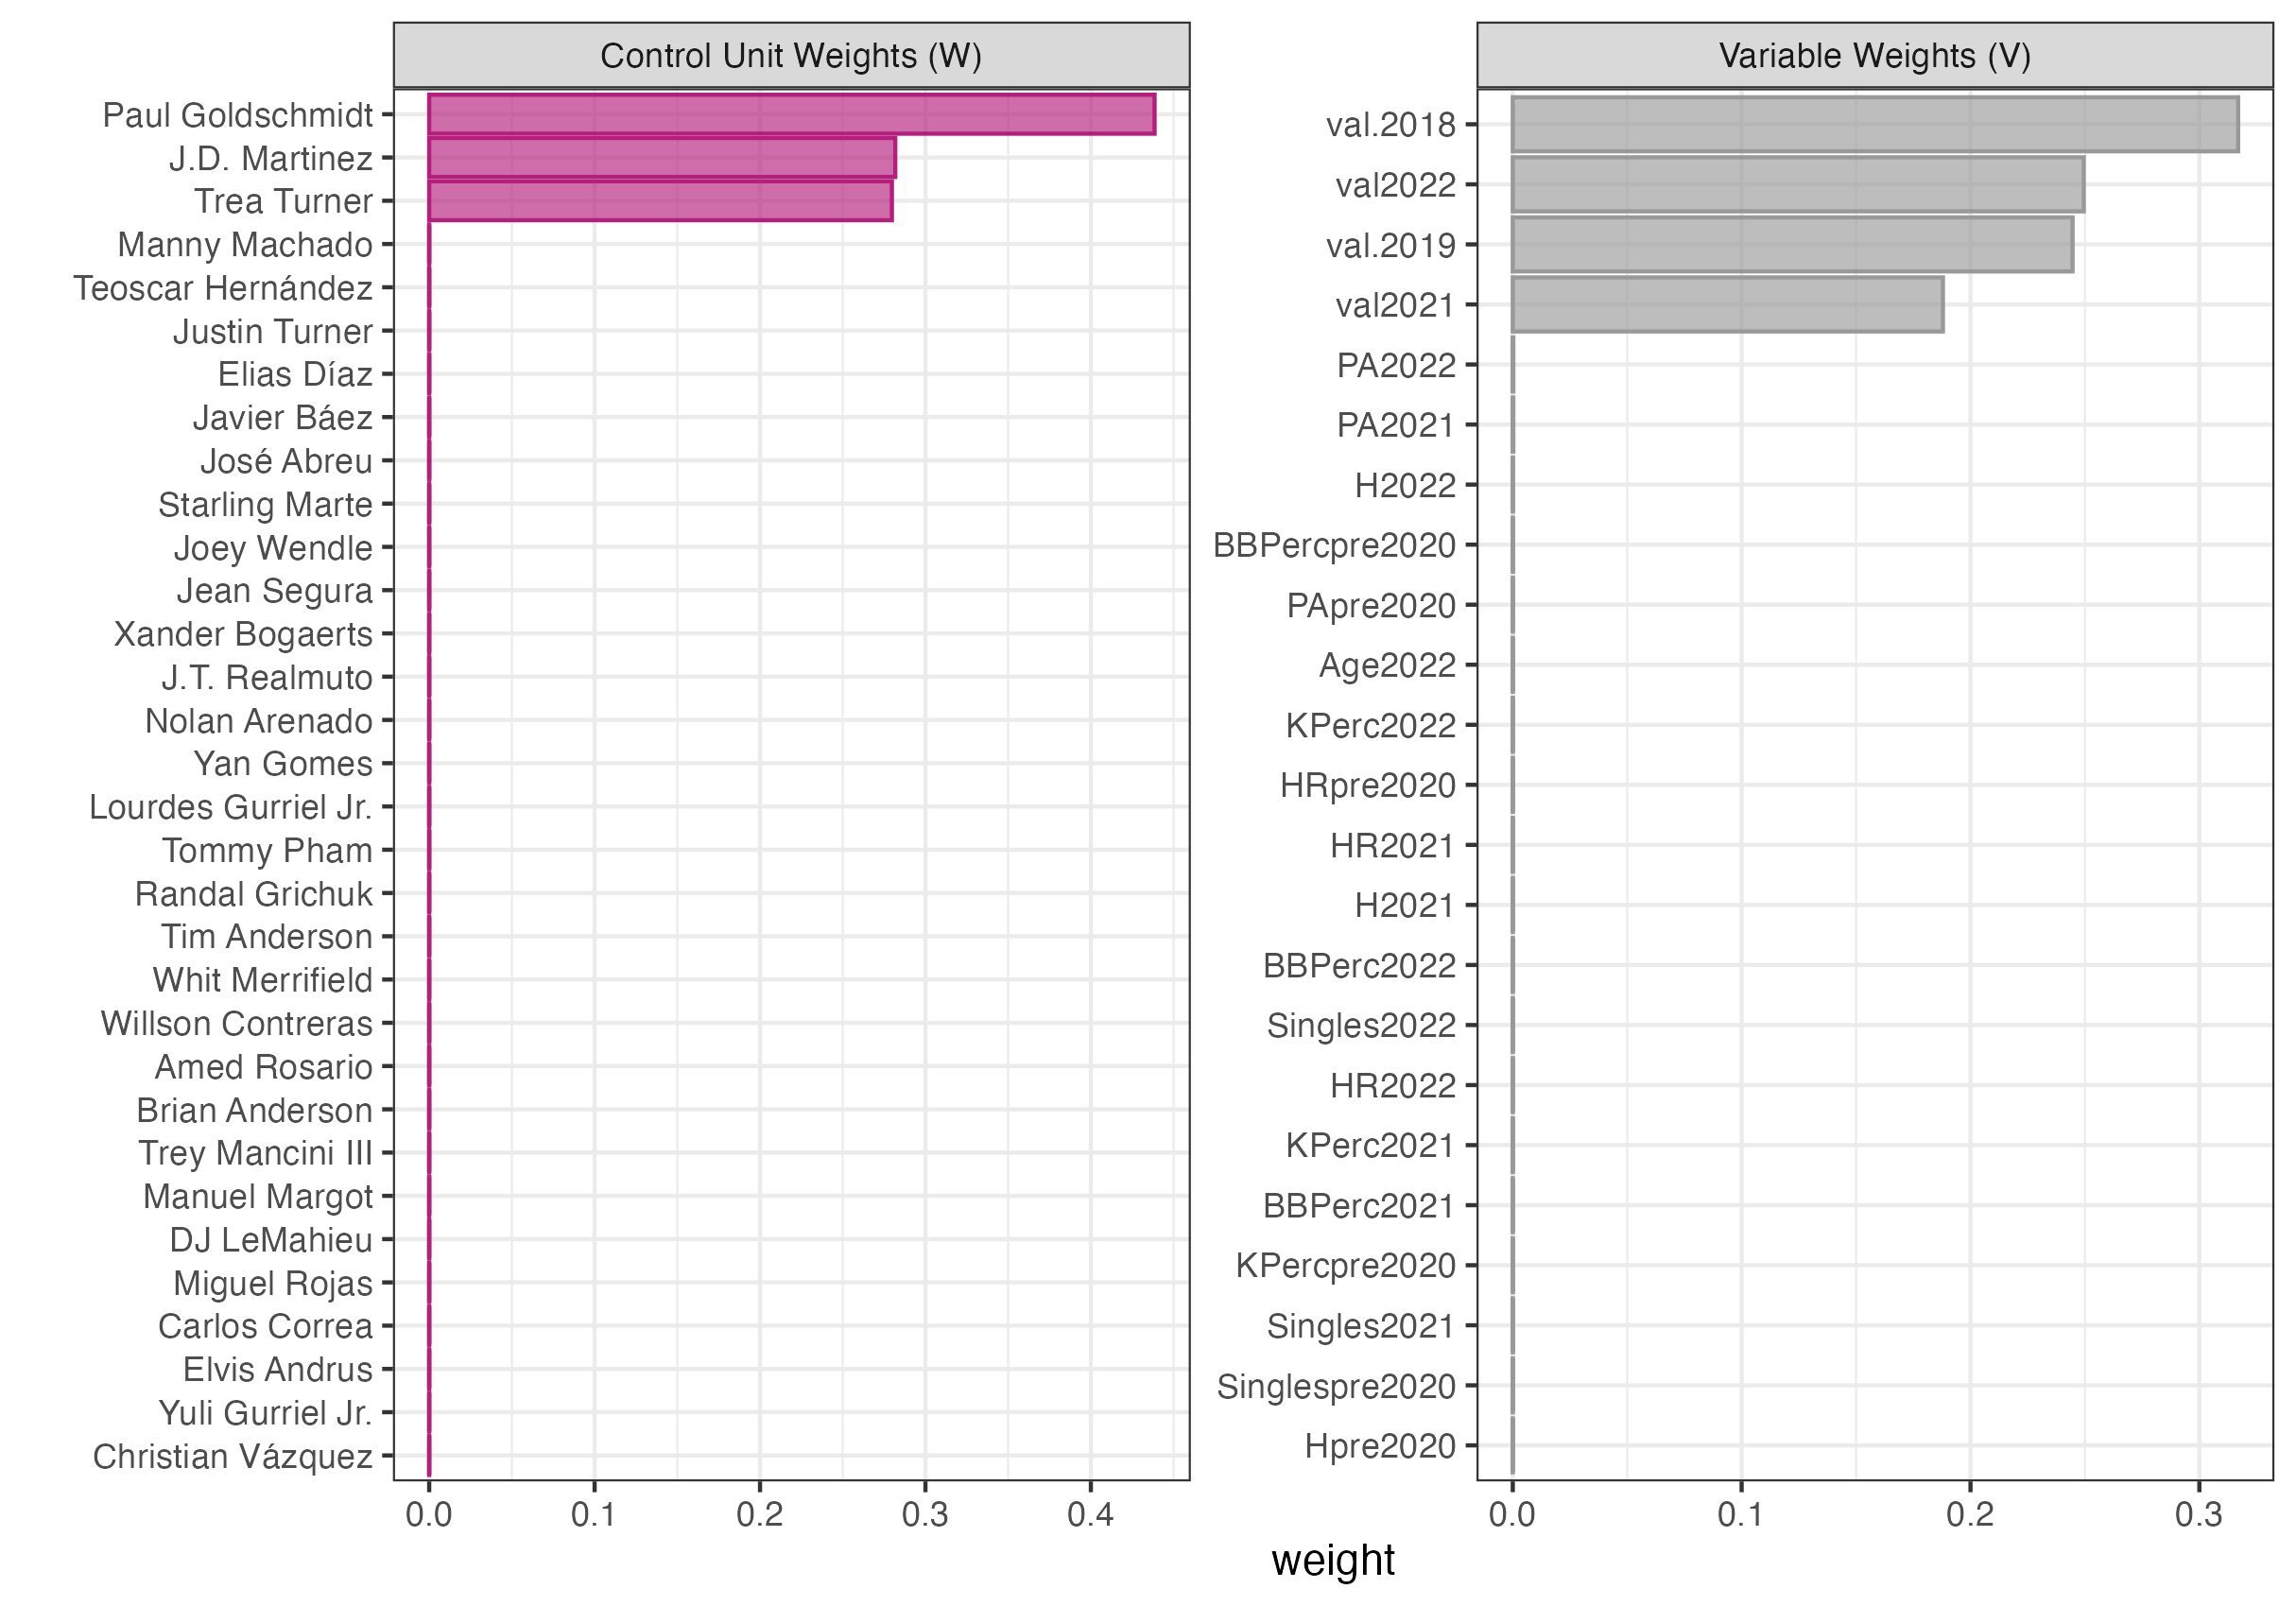 Control Unit Weights (W)
Paul Goldschmidt
J.D. Martinez
Trea Turner
Manny Machado
Teoscar Hernández
Justin Turner
Elias Díaz
Javier Báez
José Abreu
Starling Marte
Joey Wendle
Jean Segura
Xander Bogaerts
J.T. Realmuto
Nolan Arenado
Yan Gomes
Lourdes Gurriel Jr.
Tommy Pham
Randal Grichuk
Tim Anderson
Whit Merrifield
Willson Contreras
Amed Rosario
Brian Anderson
Trey Mancini III
Manuel Margot
DJ LeMahieu
Miguel Rojas
Carlos Correa
Elvis Andrus
Yuli Gurriel Jr.
Christian Vázquez
0.0 0.1 0.2 0.3 0.4
Variable Weights (V)
val.2018
val2022
val.2019
val2021
PA2022
PA2021
H2022
BBPercpre2020
PApre2020
Age2022
KPerc2022
HRpre2020
HR2021
H2021
BBPerc2022
Singles2022
HR2022
KPerc2021
BBPerc2021
KPercpre2020
Singles2021
Singlespre2020
Hpre2020
0.0 0.1 0.2 0.3
weight